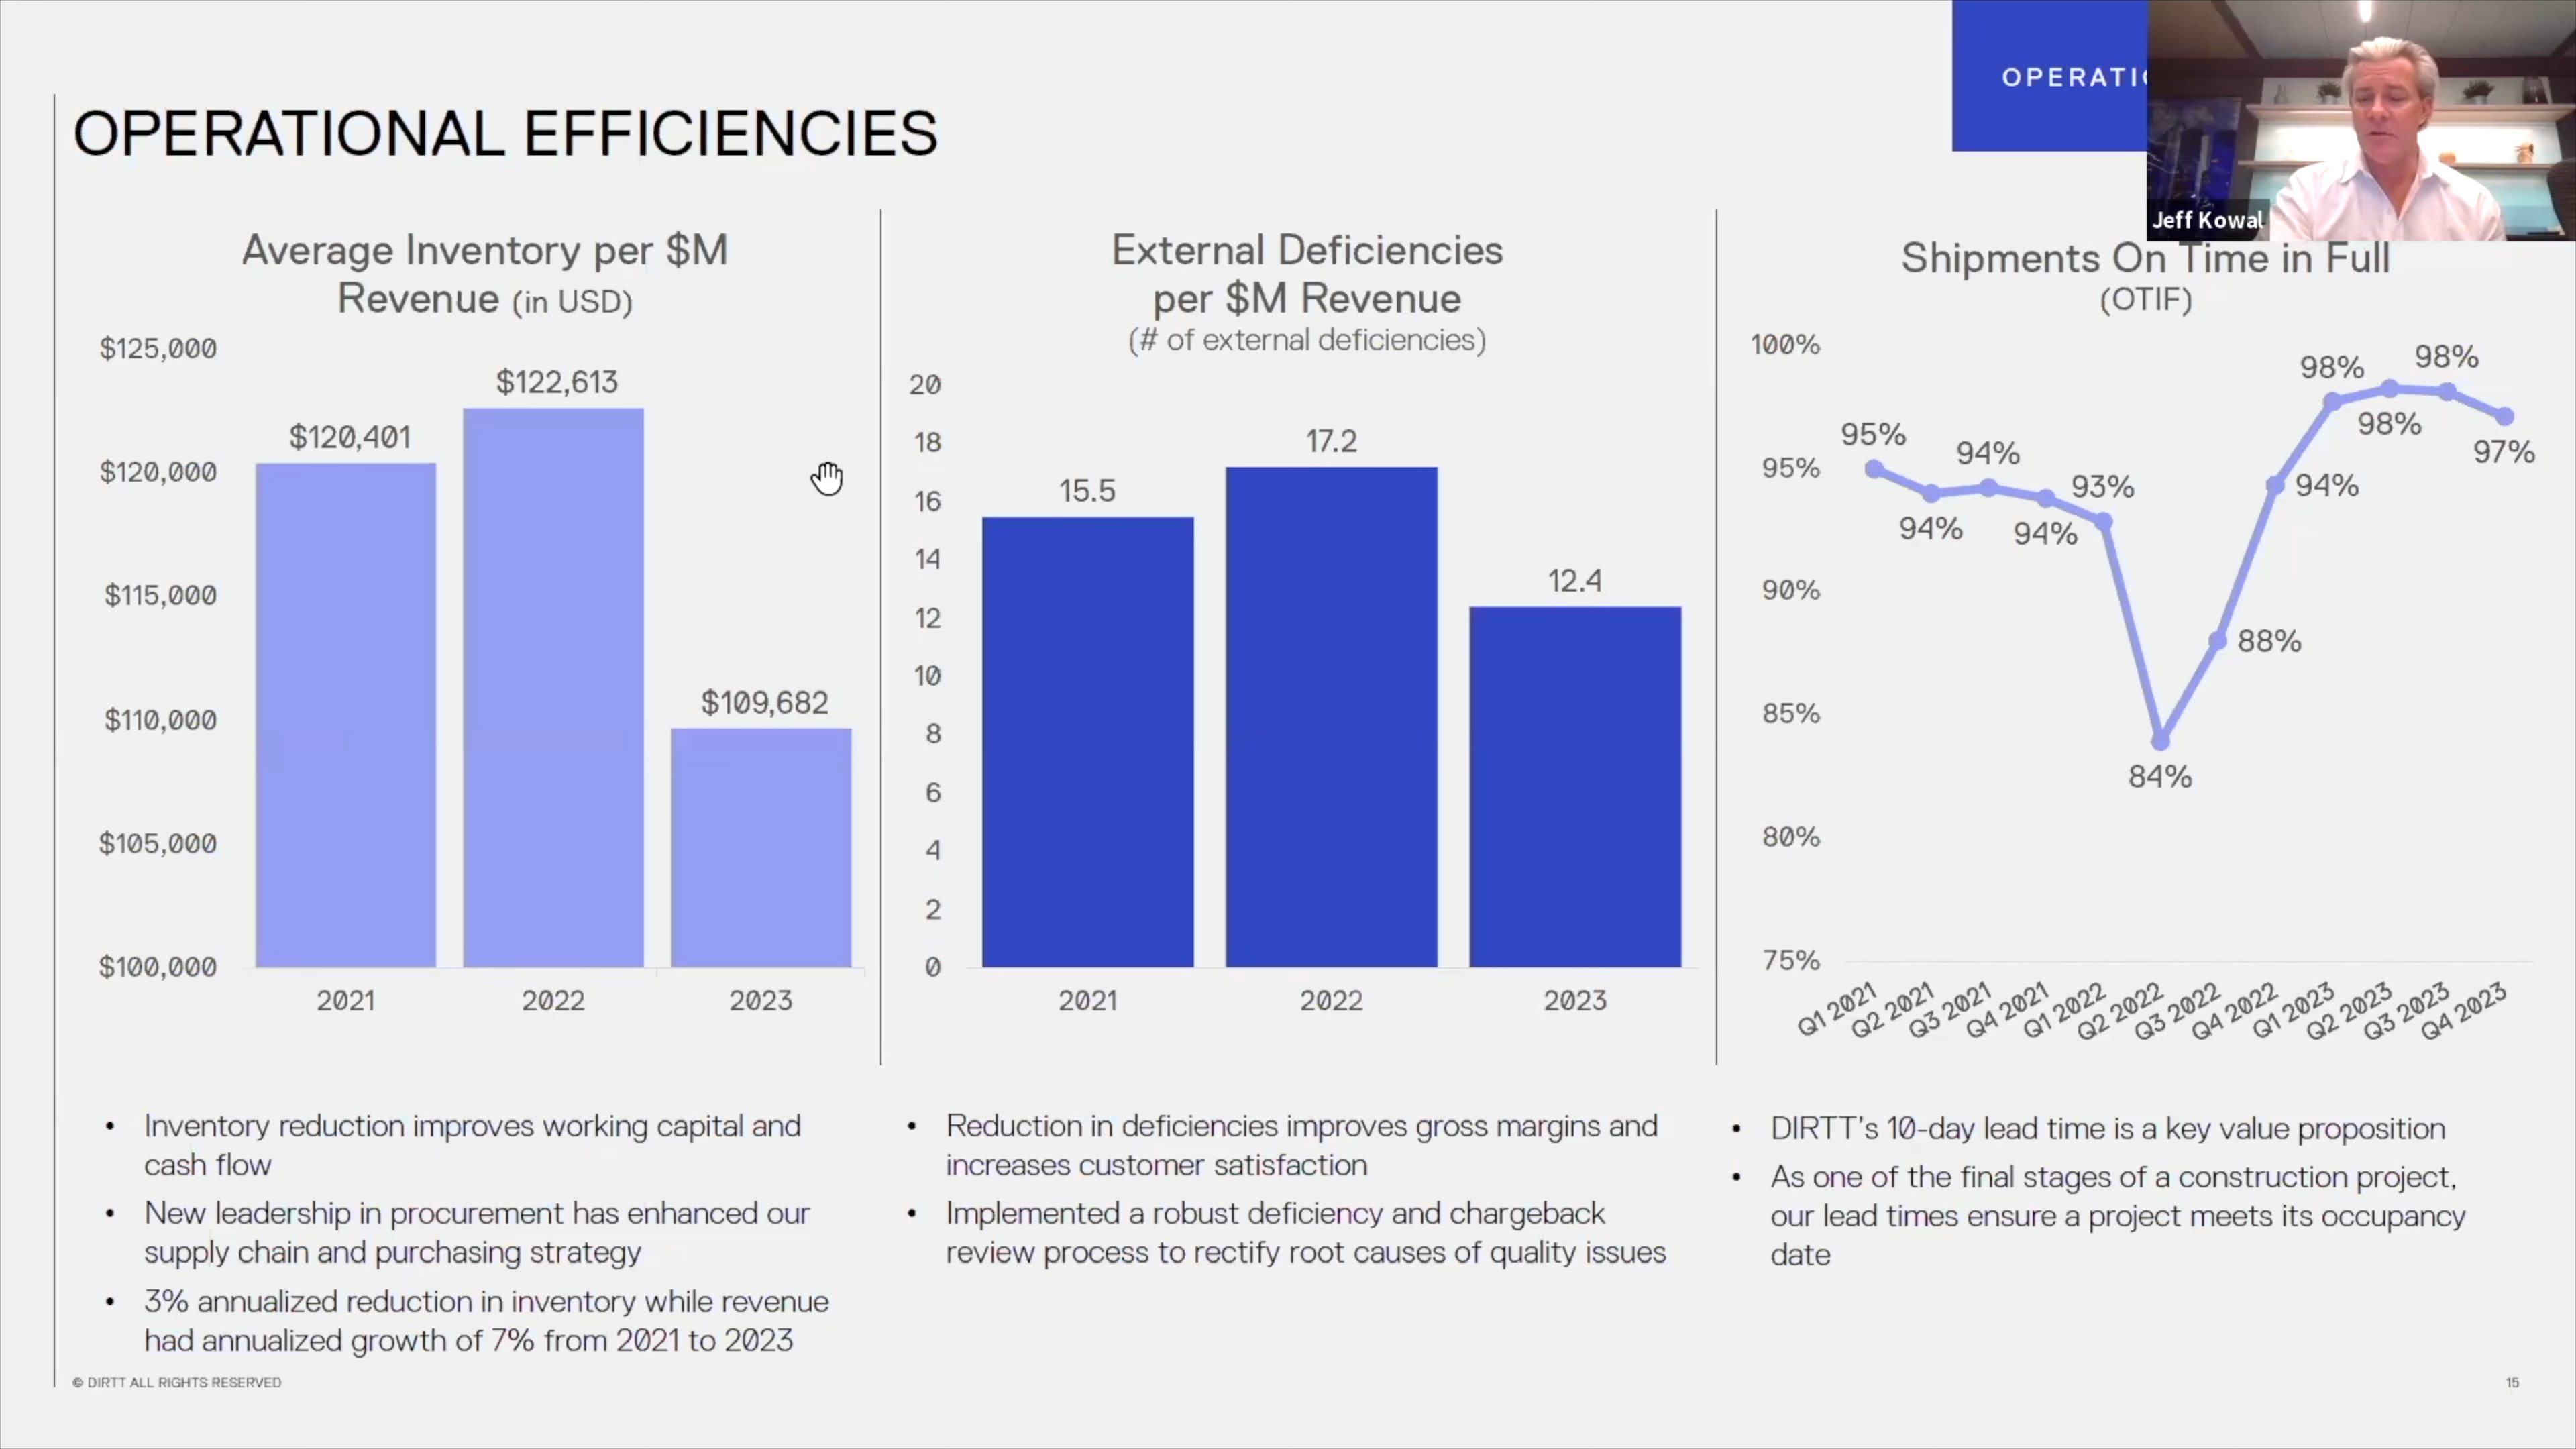 OPERATIO
Jeff Kowal
OPERATIONAL EFFICIENCIES
Average Inventory per $M
Revenue (in USD)
$125,000
$120,000
$115,000
$110,000
$105,000
$100,000
$120,401
$122,613
$109,682
2021
2022
2023
External Deficiencies
per $M Revenue
(# of external deficiencies)
20
18
16
14
12
10
8
6
4
2
0
15.5
17.2
12.4
2021
2022
2023
Shipments On Time in Full
(OTIF)
100%
95%
90%
85%
80%
75%
95%
94%
94%
94%
93%
84%
88%
94%
98%
98%
98%
97%
Q1 2021
Q2 2021
Q3 2021
Q4 2021
Q1 2022
Q2 2022
Q3 2022
Q4 2022
Q1 2023
Q2 2023
Q3 2023
Q4 2023
• Inventory reduction improves working capital and
cash flow
• New leadership in procurement has enhanced our
supply chain and purchasing strategy
• 3% annualized reduction in inventory while revenue
had annualized growth of 7% from 2021 to 2023
• Reduction in deficiencies improves gross margins and
increases customer satisfaction
• Implemented a robust deficiency and chargeback
review process to rectify root causes of quality issues
• DIRTT's 10-day lead time is a key value proposition
• As one of the final stages of a construction project,
our lead times ensure a project meets its occupancy
date
© DIRTT ALL RIGHTS RESERVED
15